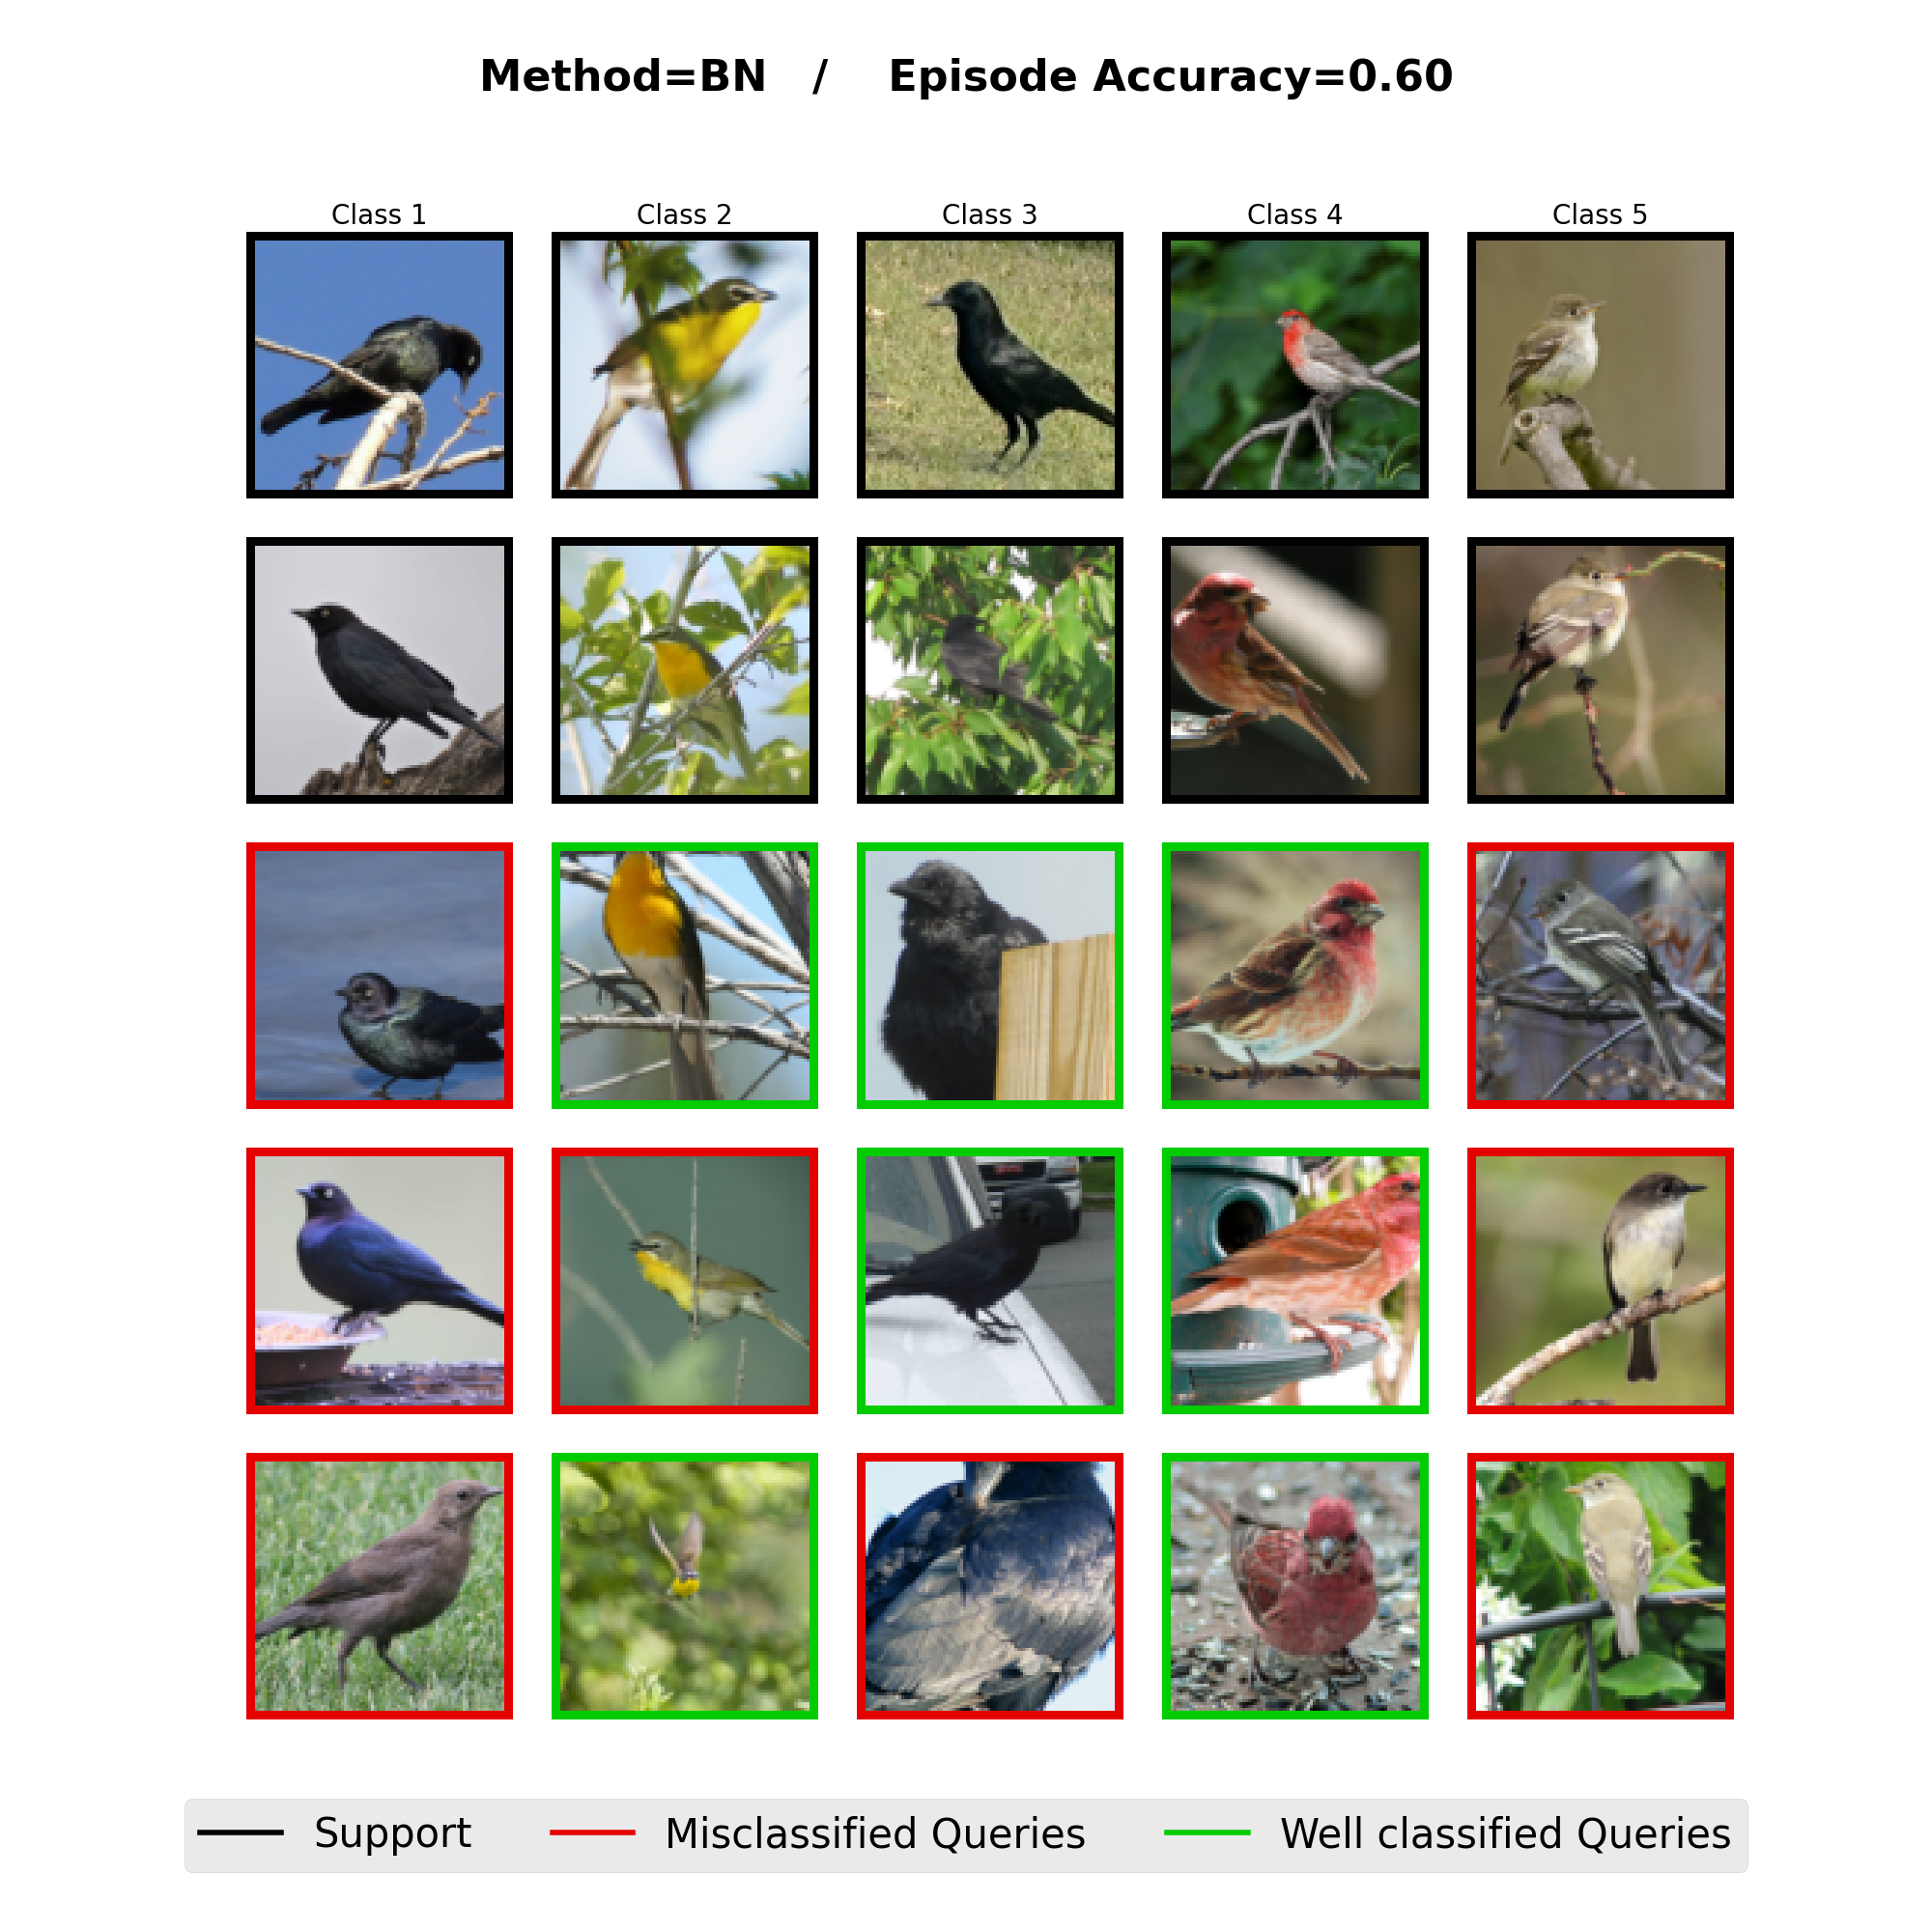 Method=BN / Episode Accuracy=0.60
Class 1 Class 2 Class 3 Class 4 Class 5
Support Misclassified Queries Well classified Queries